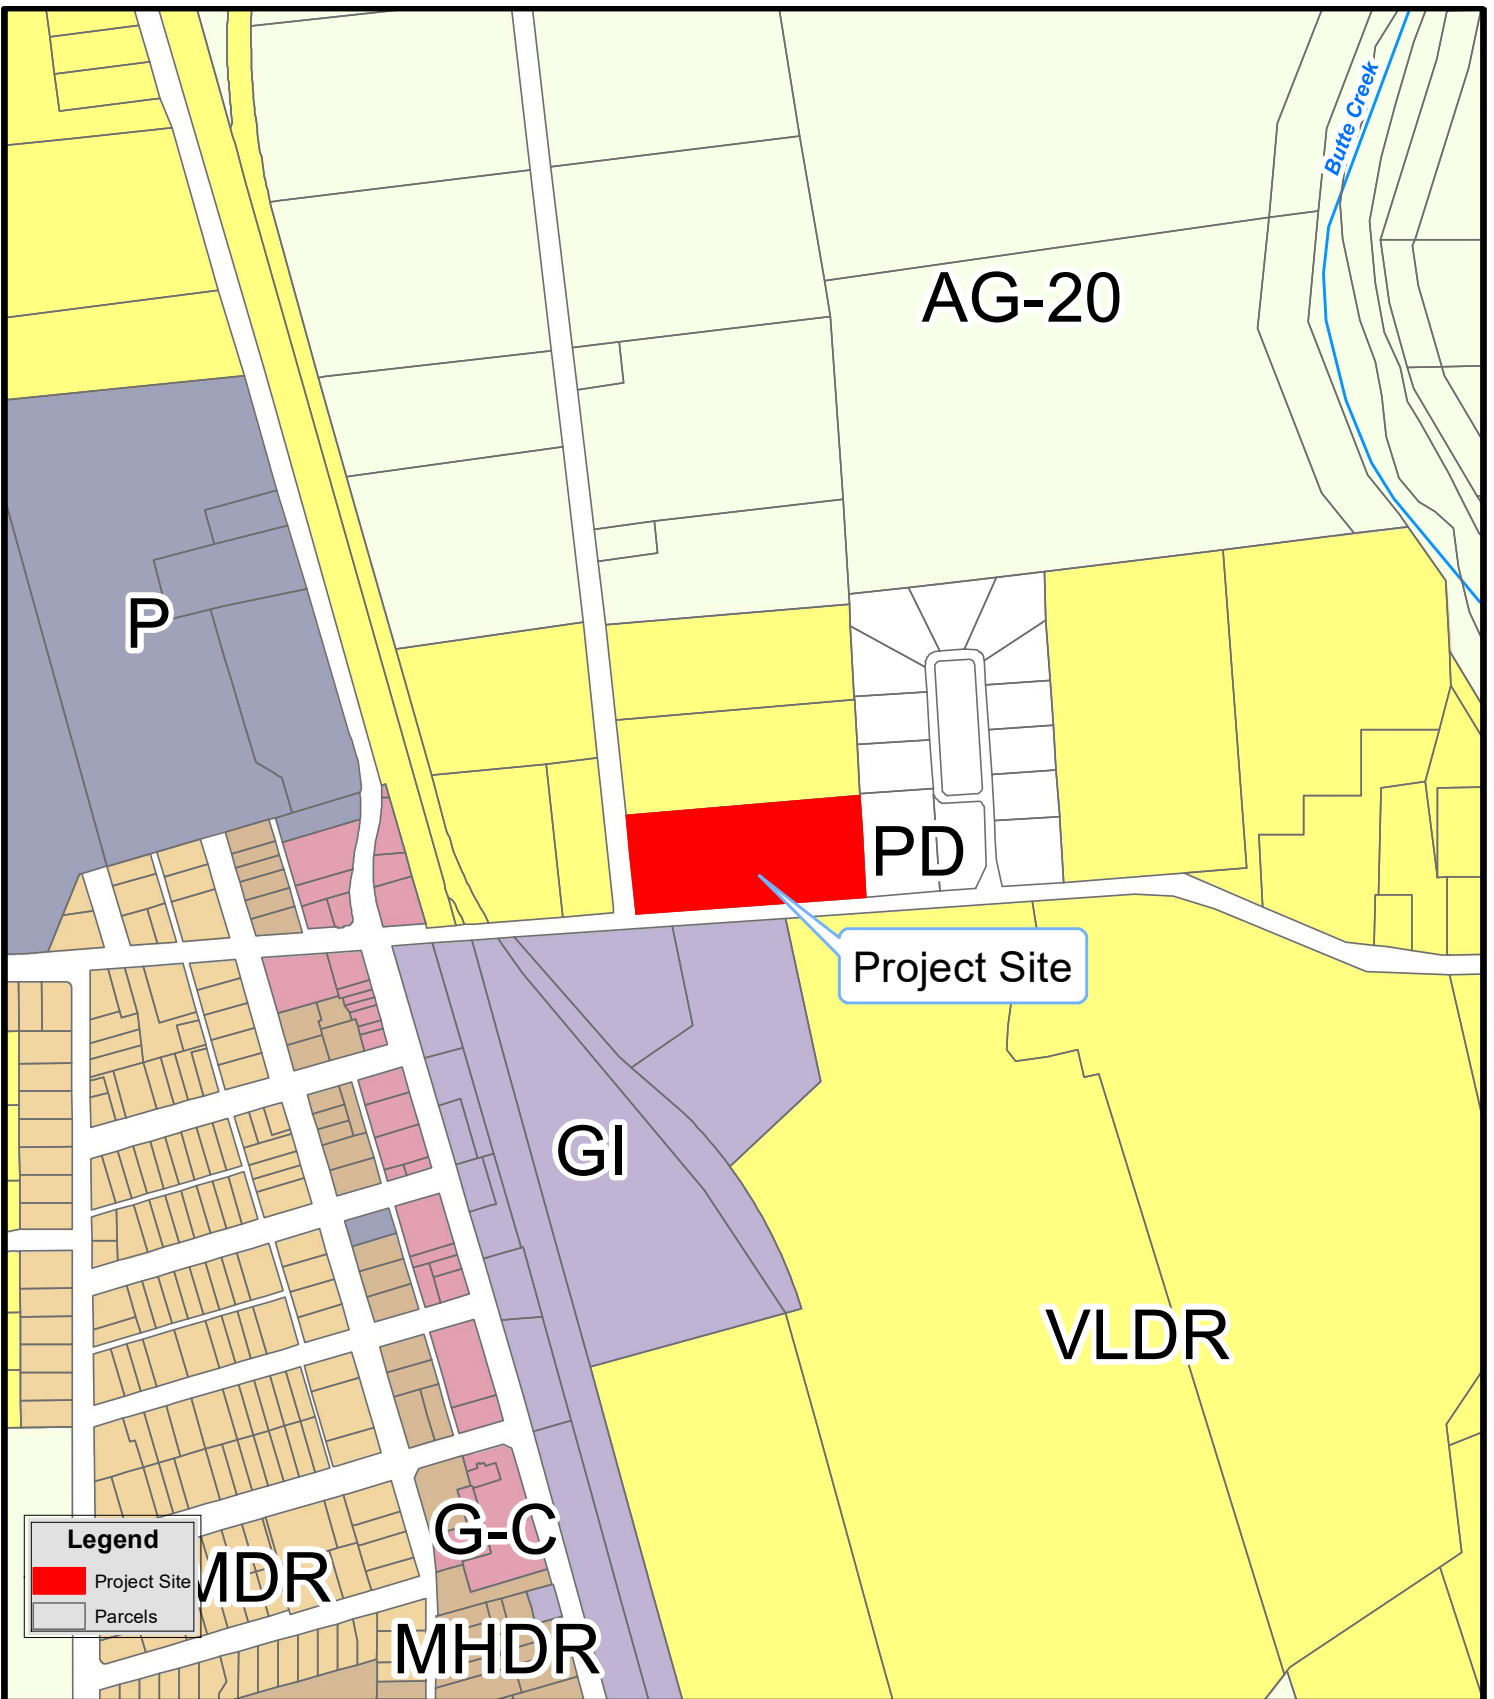 Butte Creek
AG-20
P
PD
Project Site
GI
VLDR
G-C
Legend
Project Site
Parcels
MDR
MHDR